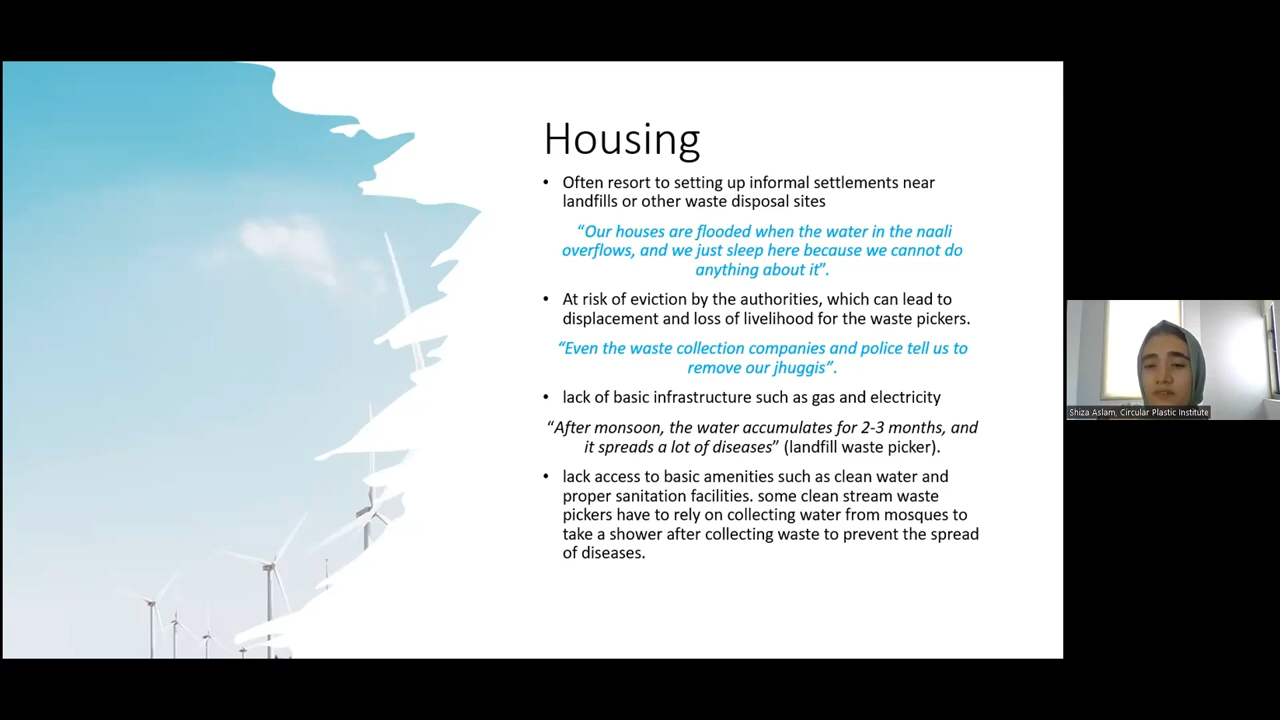 Housing
• Often resort to setting up informal settlements near
landfills or other waste disposal sites
“Our houses are flooded when the water in the naali
overflows, and we just sleep here because we cannot do
anything about it”.
• At risk of eviction by the authorities, which can lead to
displacement and loss of livelihood for the waste pickers.
“Even the waste collection companies and police tell us to
remove our jhuggis”.
• lack of basic infrastructure such as gas and electricity
“After monsoon, the water accumulates for 2-3 months, and
it spreads a lot of diseases” (landfill waste picker).
• lack access to basic amenities such as clean water and
proper sanitation facilities. some clean stream waste
pickers have to rely on collecting water from mosques to
take a shower after collecting waste to prevent the spread
of diseases.
Shiza Aslam, Circular Plastic Institute